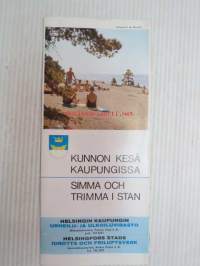 KUNNON KESÄ
KAUPUNGISSA
SIMMA OCH
TRIMMA I STAN
HELSINGIN KAUPUNGIN
URHEILU- JA ULKOILUVIRASTO
HELSINGFORS STADS
IDROTTS OCH FRILUFTSVERK